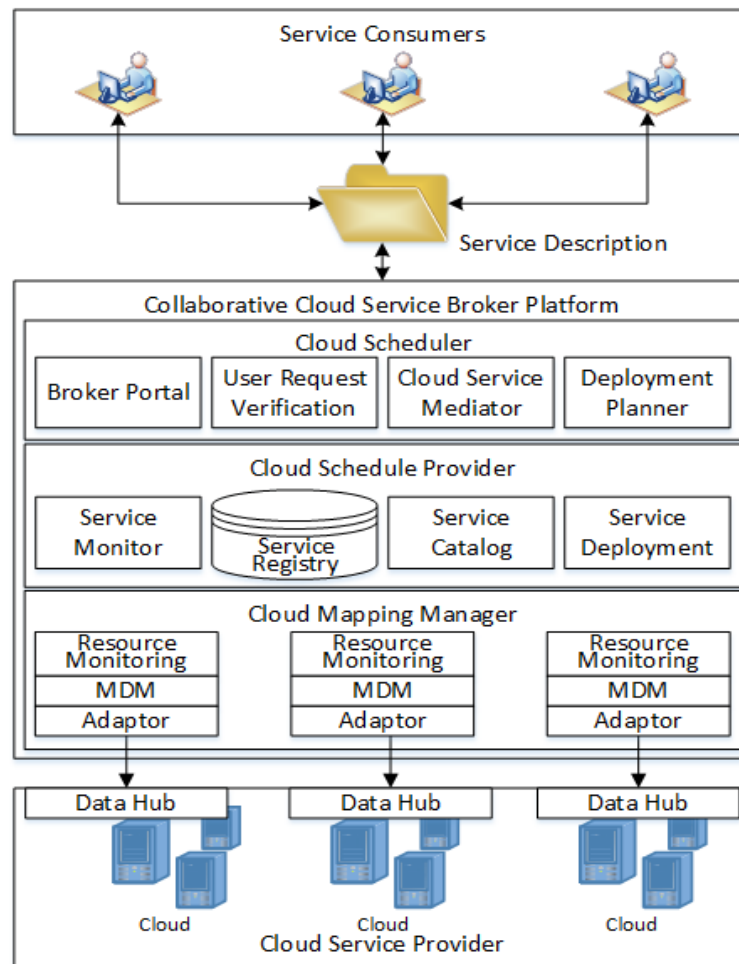 Service Consumers
Service Description
Collaborative Cloud Service Broker Platform
Cloud Scheduler
Broker Portal
User Request
Verification
Cloud Service
Mediator
Deployment
Planner
Cloud Schedule Provider
Service
Monitor
Service
Registry
Service
Catalog
Service
Deployment
Cloud Mapping Manager
Resource
Monitoring
MDM
Adaptor
Resource
Monitoring
MDM
Adaptor
Resource
Monitoring
MDM
Adaptor
Data Hub
Data Hub
Data Hub
Cloud
Cloud
Cloud
Cloud Service Provider